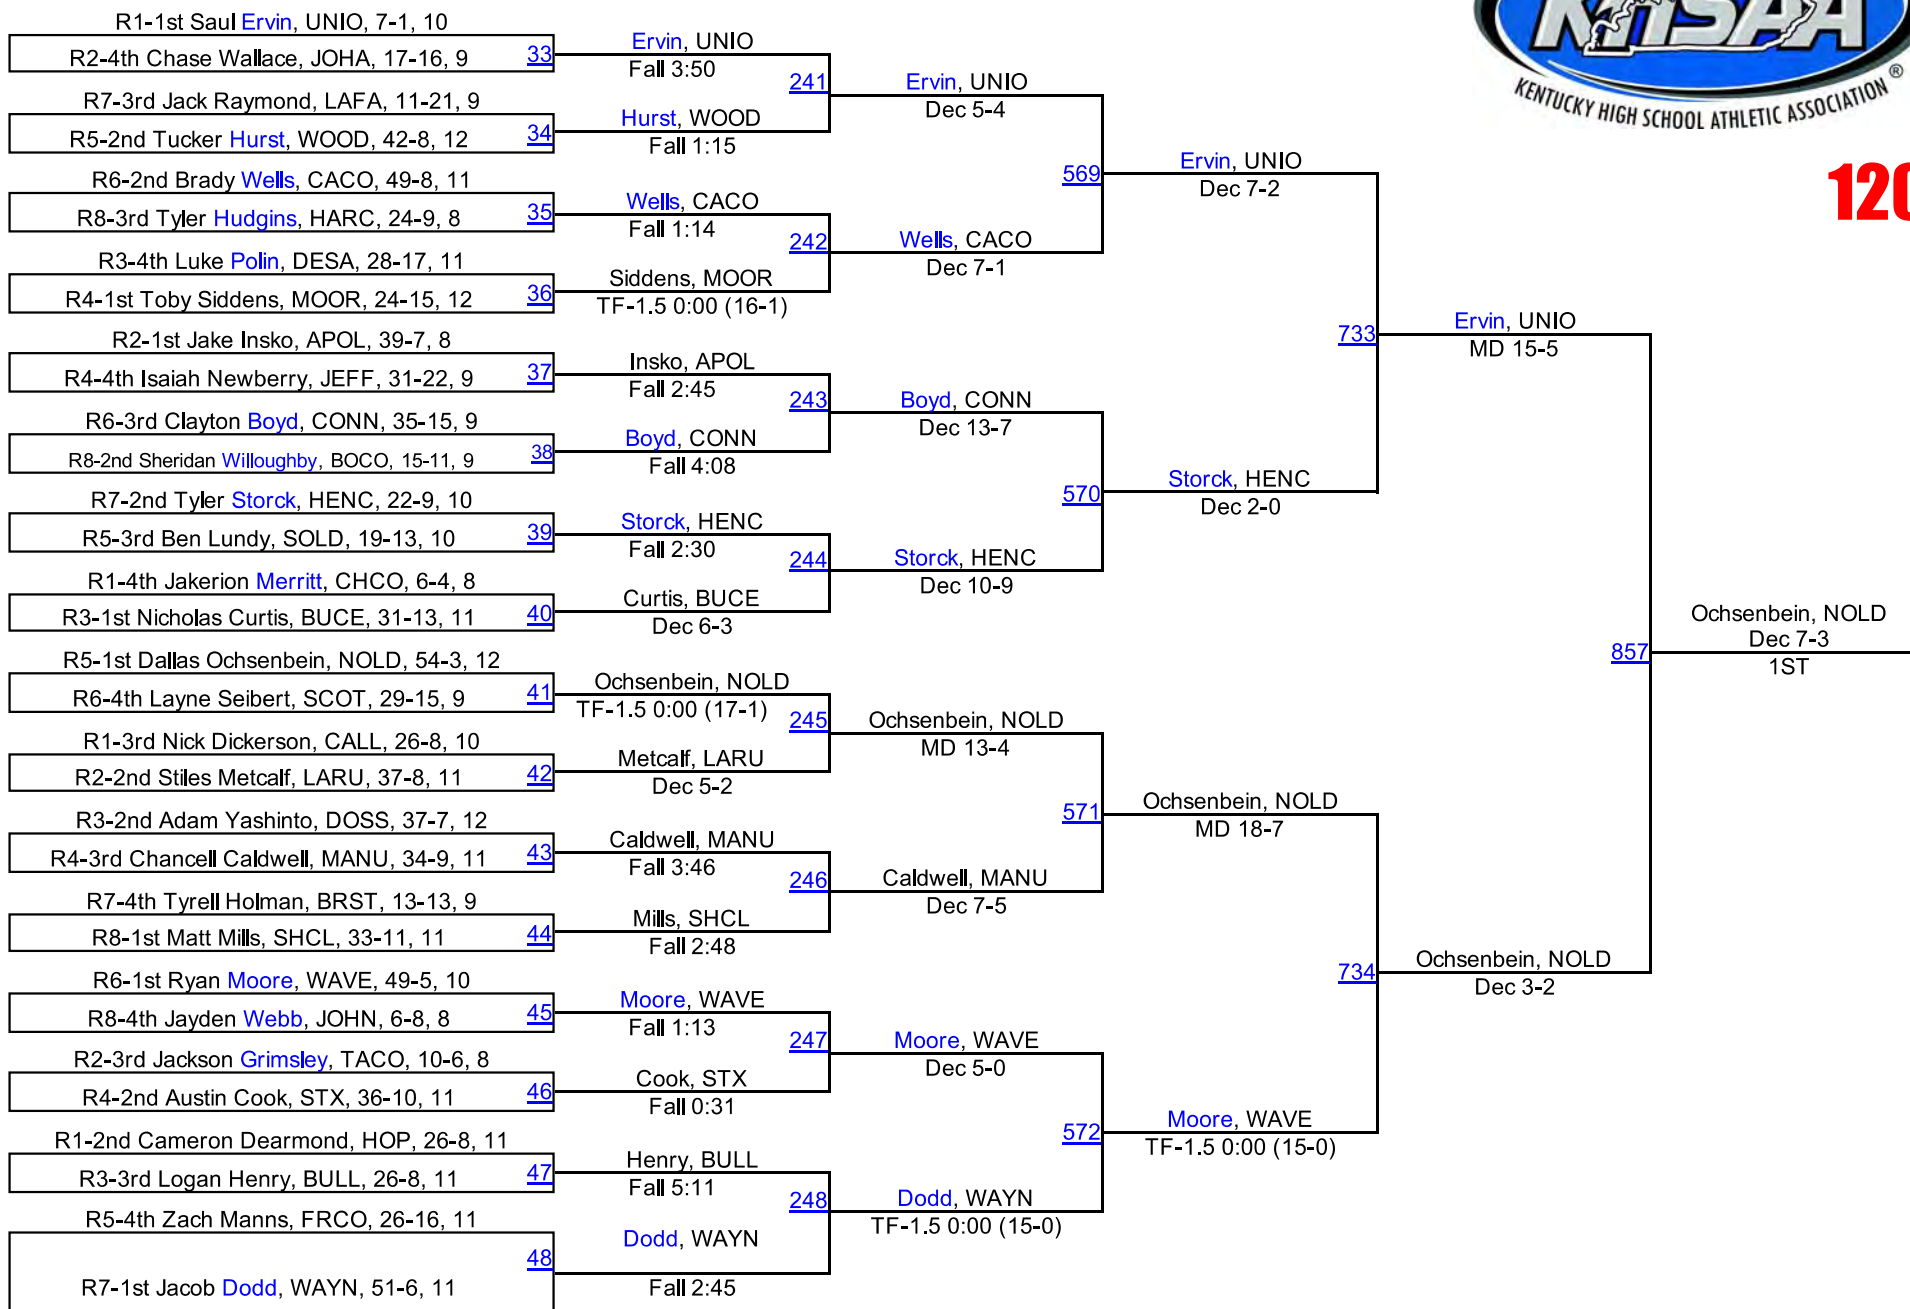 KHSAA
KENTUCKY HIGH SCHOOL ATHLETIC ASSOCIATION ®
120
R1-1st Saul Ervin, UNIO, 7-1, 10
R2-4th Chase Wallace, JOHA, 17-16, 9
33
R7-3rd Jack Raymond, LAFA, 11-21, 9
R5-2nd Tucker Hurst, WOOD, 42-8, 12
34
R6-2nd Brady Wells, CACO, 49-8, 11
R8-3rd Tyler Hudgins, HARC, 24-9, 8
35
R3-4th Luke Polin, DESA, 28-17, 11
R4-1st Toby Siddens, MOOR, 24-15, 12
36
R2-1st Jake Insko, APOL, 39-7, 8
R4-4th Isaiah Newberry, JEFF, 31-22, 9
37
R6-3rd Clayton Boyd, CONN, 35-15, 9
R8-2nd Sheridan Willoughby, BOCO, 15-11, 9
38
R7-2nd Tyler Storck, HENC, 22-9, 10
R5-3rd Ben Lundy, SOLD, 19-13, 10
39
R1-4th Jakerion Merritt, CHCO, 6-4, 8
R3-1st Nicholas Curtis, BUCE, 31-13, 11
40
R5-1st Dallas Ochsenbein, NOLD, 54-3, 12
R6-4th Layne Seibert, SCOT, 29-15, 9
41
R1-3rd Nick Dickerson, CALL, 26-8, 10
R2-2nd Stiles Metcalf, LARU, 37-8, 11
42
R3-2nd Adam Yashinto, DOSS, 37-7, 12
R4-3rd Chancell Caldwell, MANU, 34-9, 11
43
R7-4th Tyrell Holman, BRST, 13-13, 9
R8-1st Matt Mills, SHCL, 33-11, 11
44
R6-1st Ryan Moore, WAVE, 49-5, 10
R8-4th Jayden Webb, JOHN, 6-8, 8
45
R2-3rd Jackson Grimsley, TACO, 10-6, 8
R4-2nd Austin Cook, STX, 36-10, 11
46
R1-2nd Cameron Dearmond, HOP, 26-8, 11
R3-3rd Logan Henry, BULL, 26-8, 11
47
R5-4th Zach Manns, FRCO, 26-16, 11
R7-1st Jacob Dodd, WAYN, 51-6, 11
48
Ervin, UNIO
Fall 3:50
241
Hurst, WOOD
Fall 1:15
Wells, CACO
Fall 1:14
242
Siddens, MOOR
TF-1.5 0:00 (16-1)
Insko, APOL
Fall 2:45
243
Boyd, CONN
Fall 4:08
Storck, HENC
Fall 2:30
244
Curtis, BUCE
Dec 6-3
Ochsenbein, NOLD
TF-1.5 0:00 (17-1)
245
Metcalf, LARU
Dec 5-2
Caldwell, MANU
Fall 3:46
246
Mills, SHCL
Fall 2:48
Moore, WAVE
Fall 1:13
247
Cook, STX
Fall 0:31
Henry, BULL
Fall 5:11
248
Dodd, WAYN
Fall 2:45
Ervin, UNIO
Dec 5-4
569
Wells, CACO
Dec 7-1
Boyd, CONN
Dec 13-7
570
Storck, HENC
Dec 10-9
Ochsenbein, NOLD
MD 13-4
571
Caldwell, MANU
Dec 7-5
Moore, WAVE
Dec 5-0
572
Dodd, WAYN
TF-1.5 0:00 (15-0)
Ervin, UNIO
Dec 7-2
733
Storck, HENC
Dec 2-0
Ochsenbein, NOLD
MD 18-7
734
Moore, WAVE
TF-1.5 0:00 (15-0)
Ervin, UNIO
MD 15-5
857
Ochsenbein, NOLD
Dec 3-2
Ochsenbein, NOLD
Dec 7-3
1ST